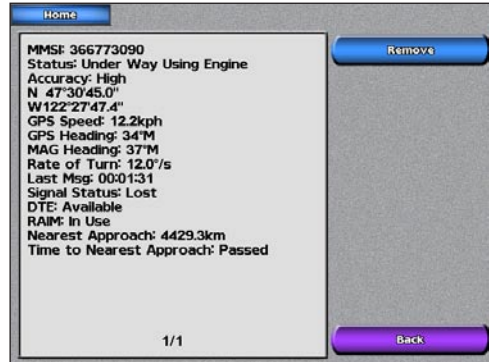 Home
MMSI: 366773090
Status: Under Way Using Engine
Accuracy: High
N 47°30'45.0"
W122°27'47.4"
GPS Speed: 12.2kph
GPS Heading: 34°M
MAG Heading: 37°M
Rate of Turn: 12.0°/s
Last Msg: 00:01:31
Signal Status: Lost
DTE: Available
RAIM: In Use
Nearest Approach: 4429.3km
Time to Nearest Approach: Passed
1/1
Remove
Back